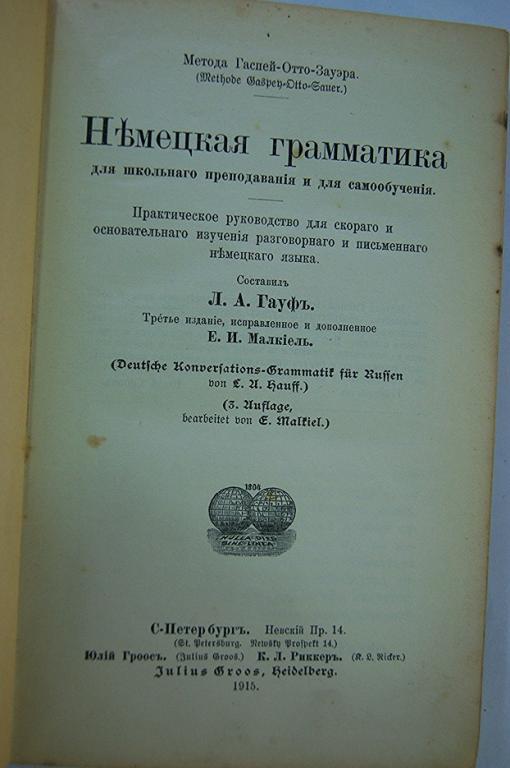 Метода Гаспей-Отто-Зауэра.
(Methode Gaspey-Otto-Sauer.)
Нѣмецкая грамматика
для школьнаго преподаванія и для самообученія.
Практическое руководство для скораго и
основательнаго изученія разговорнаго и письменнаго
нѣмецкаго языка.
Составилъ
Л. А. Гауфъ.
Третье изданіе, исправленное и дополненное
Е. И. Малкіель.
(Deutsche Konversations-Grammatik für Russen
von L. A. Hauff.)
(3. Auflage,
bearbeitet von E. Malkiel.)
1804
NULLA DIES
SINE LINEA
С-Петербургъ. Невскій Пр. 14.
(St. Petersburg. Newsky Prospekt 14.)
Юлій Гроосъ. (Julius Groos.) К. Л. Риккеръ. (K. L. Ricker.)
Julius Groos, Heidelberg.
1915.